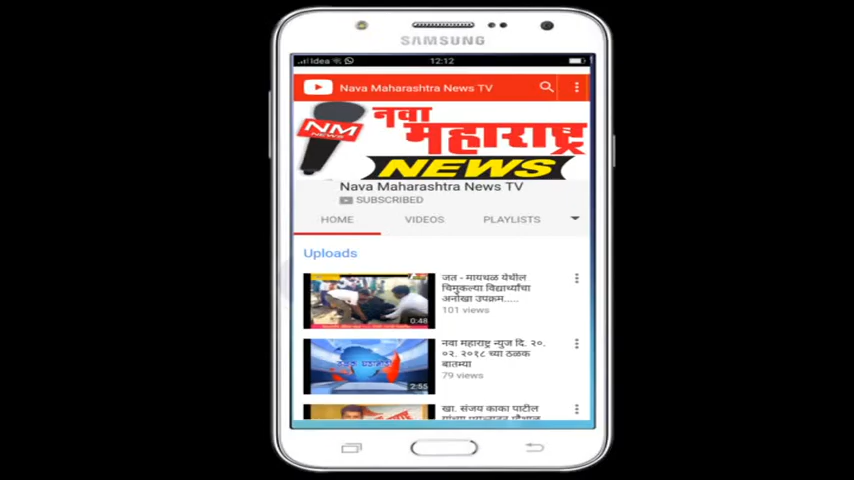 SAMSUNG
Idea
12:12
Nava Maharashtra News TV
NM
NEWS
नवा
महाराष्ट्र
NEWS
Nava Maharashtra News TV
SUBSCRIBED
HOME VIDEOS PLAYLISTS
Uploads
जत - मायथळ येथील
चिमुकल्या विद्यार्थ्यांचा
अनोखा उपक्रम.....
101 views
0:48
नवा महाराष्ट्र न्युज दि. २०.
०२. २०१८ च्या ठळक
बातम्या
79 views
2:55
खा. संजय काका पाटील